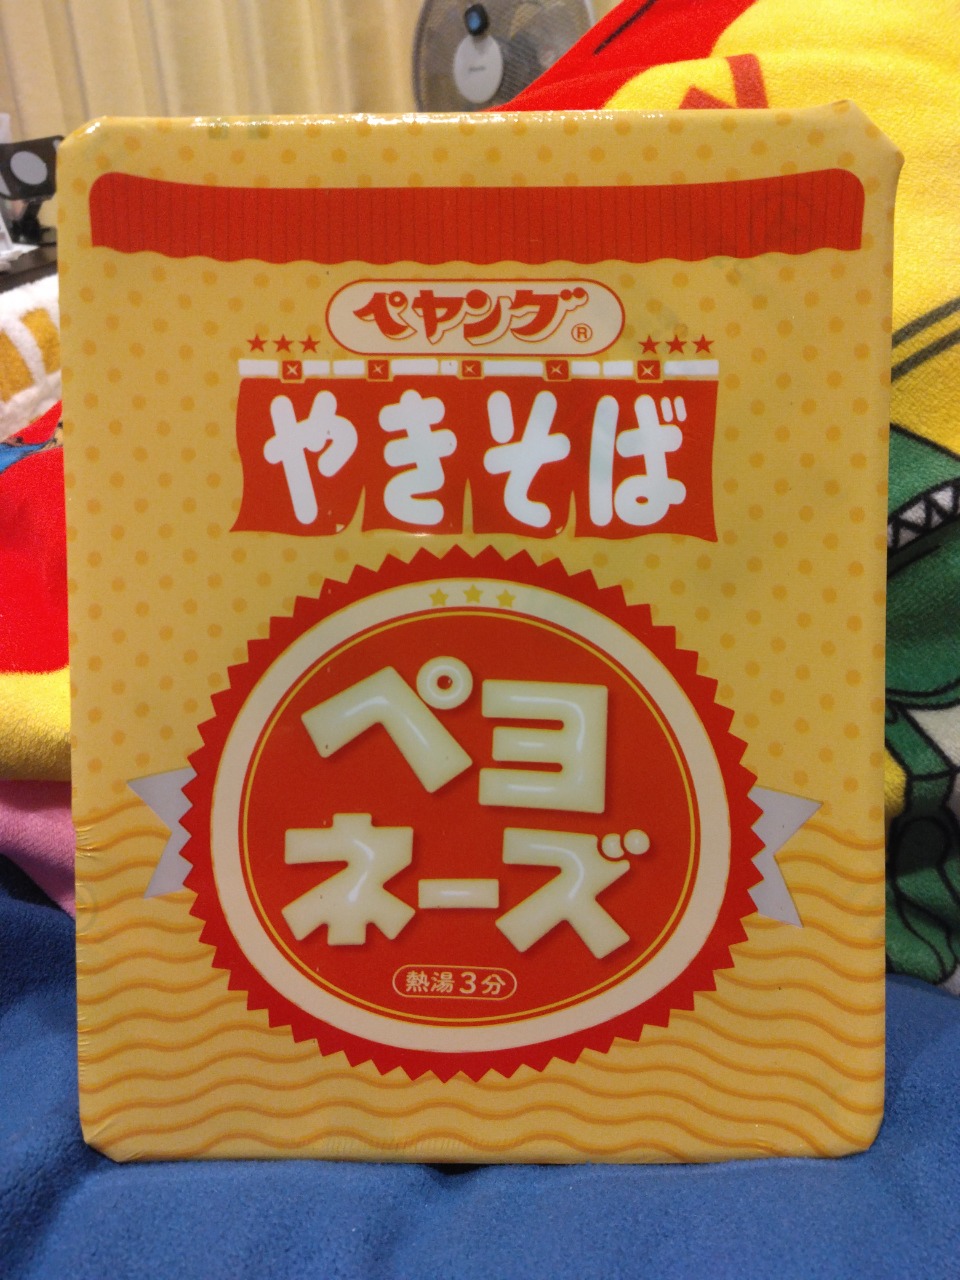 ペヤング®
やきそば
ペヨ
ネーズ
熱湯3分